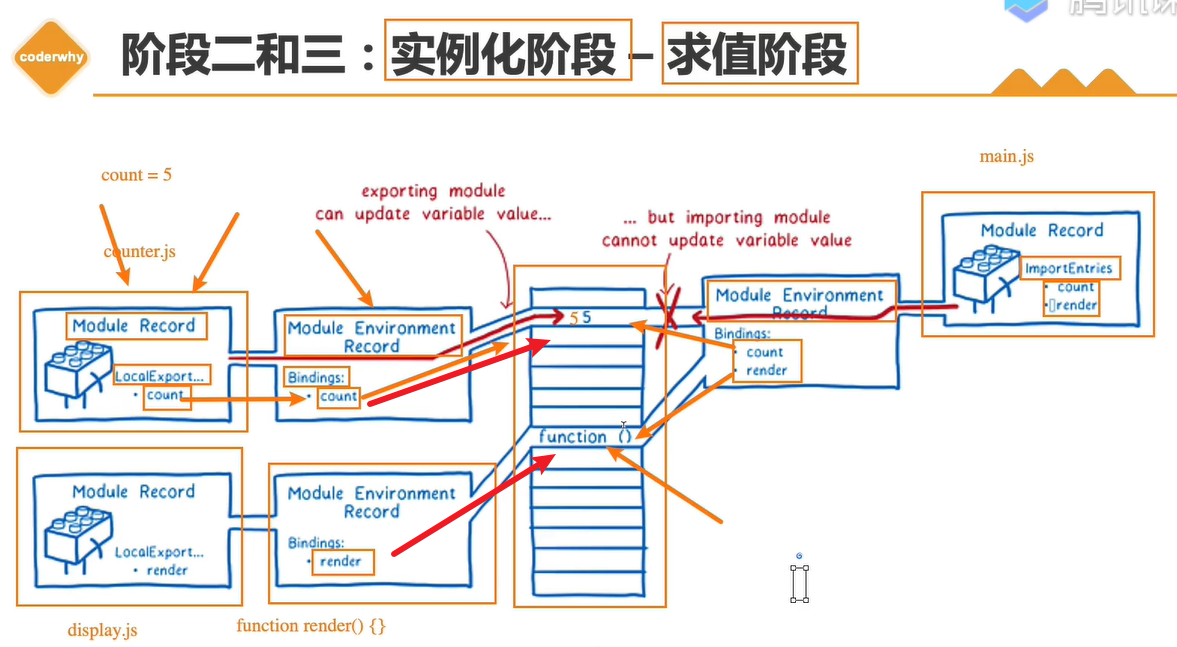 coderwhy
阶段二和三：实例化阶段 – 求值阶段
腾讯课
main.js
count = 5
exporting module
can update variable value...
... but importing module
cannot update variable value
counter.js
Module Record
LocalExport...
• count
Module Environment
Record
Bindings:
• count
5 5
function ()
Module Environment
Record
Bindings:
• count
• render
Module Record
ImportEntries
• count
• render
Module Record
LocalExport...
• render
Module Environment
Record
Bindings:
• render
display.js
function render() {}